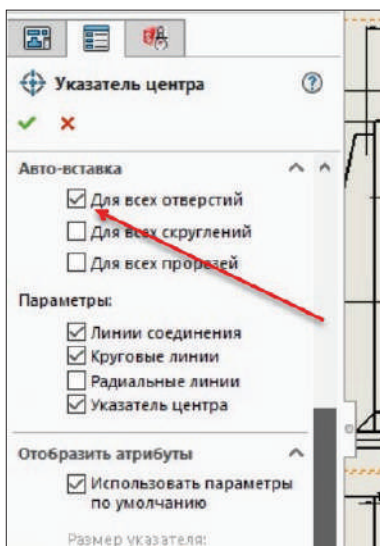 Указатель центра
Авто-вставка
Для всех отверстий
Для всех скруглений
Для всех прорезей
Параметры:
Линии соединения
Круговые линии
Радиальные линии
Указатель центра
Отобразить атрибуты
Использовать параметры
по умолчанию
Размер указателя: